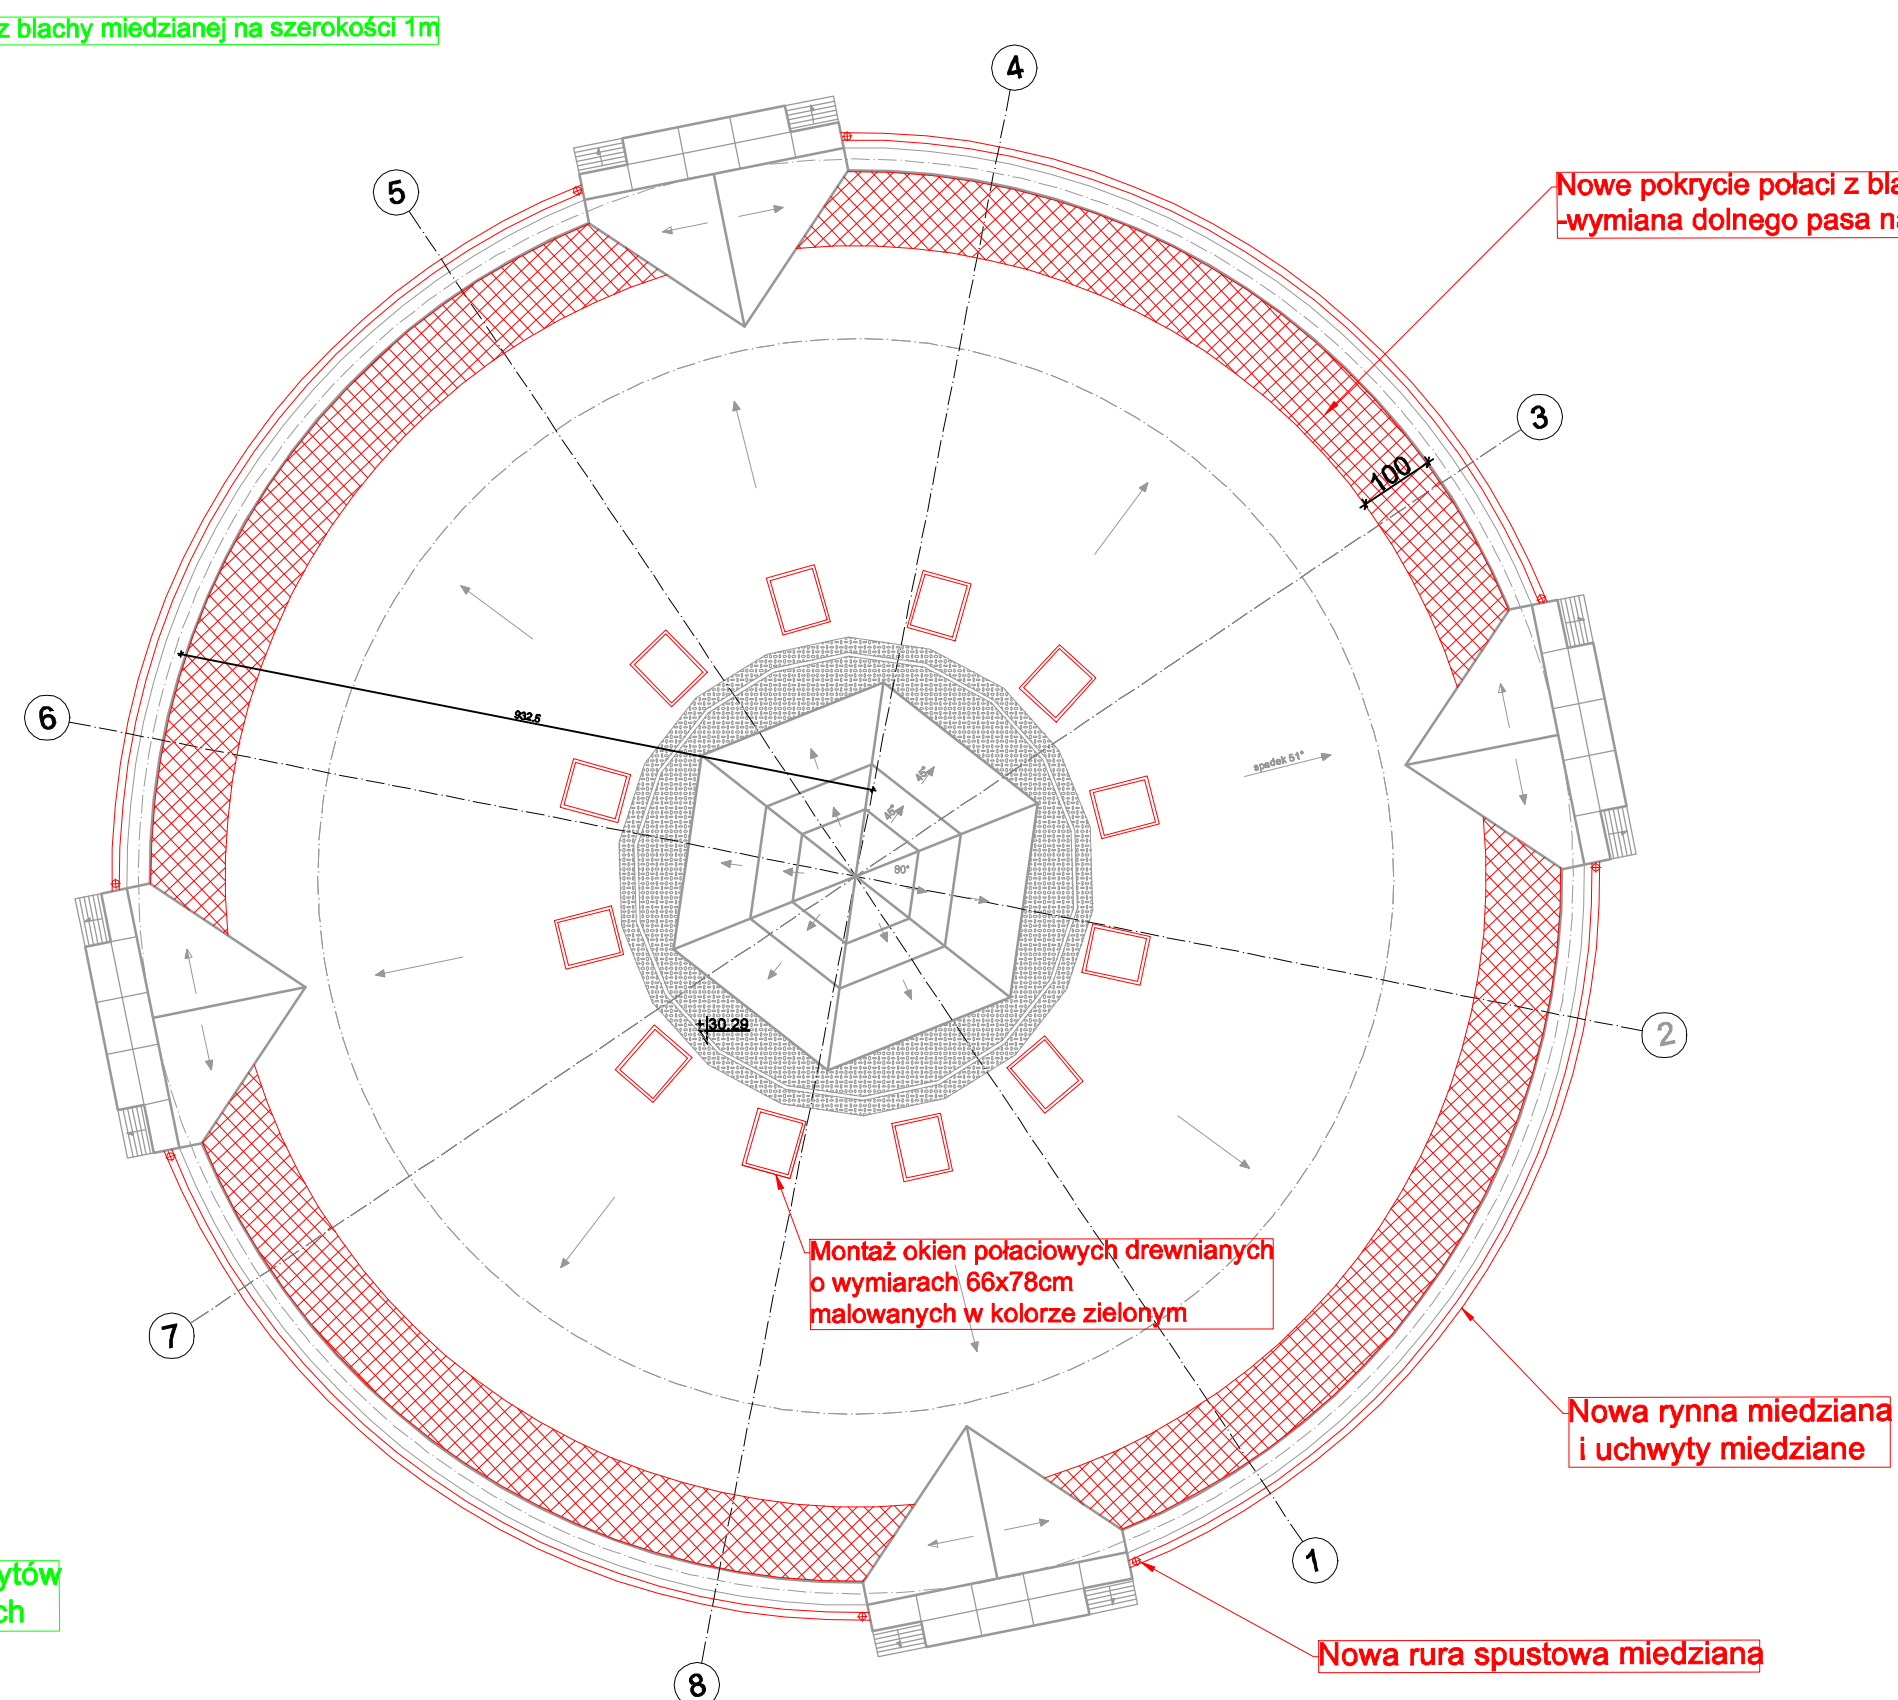 z blachy miedzianej na szerokości 1m
4
5
Nowe pokrycie połaci z bla
-wymiana dolnego pasa na
3
100
6
932.5
spadek 51°
45°
45°
80°
+30.29
2
Montaż okien połaciowych drewnianych
o wymiarach 66x78cm
malowanych w kolorze zielonym
7
Nowa rynna miedziana
i uchwyty miedziane
1
ytów
ch
Nowa rura spustowa miedziana
8